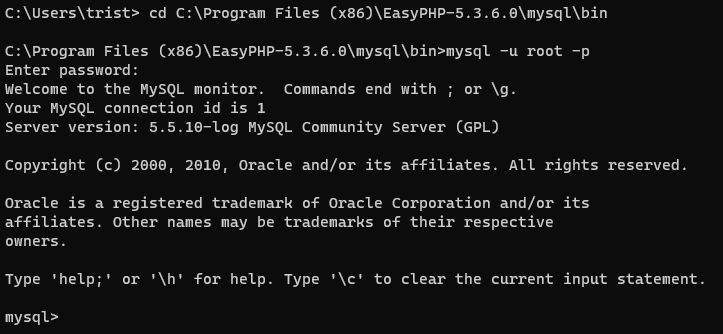 C:\Users\trist> cd C:\Program Files (x86)\EasyPHP-5.3.6.0\mysql\bin
C:\Program Files (x86)\EasyPHP-5.3.6.0\mysql\bin>mysql -u root -p
Enter password:
Welcome to the MySQL monitor.  Commands end with ; or \g.
Your MySQL connection id is 1
Server version: 5.5.10-log MySQL Community Server (GPL)
Copyright (c) 2000, 2010, Oracle and/or its affiliates. All rights reserved.
Oracle is a registered trademark of Oracle Corporation and/or its
affiliates. Other names may be trademarks of their respective
owners.
Type 'help;' or '\h' for help. Type '\c' to clear the current input statement.
mysql>